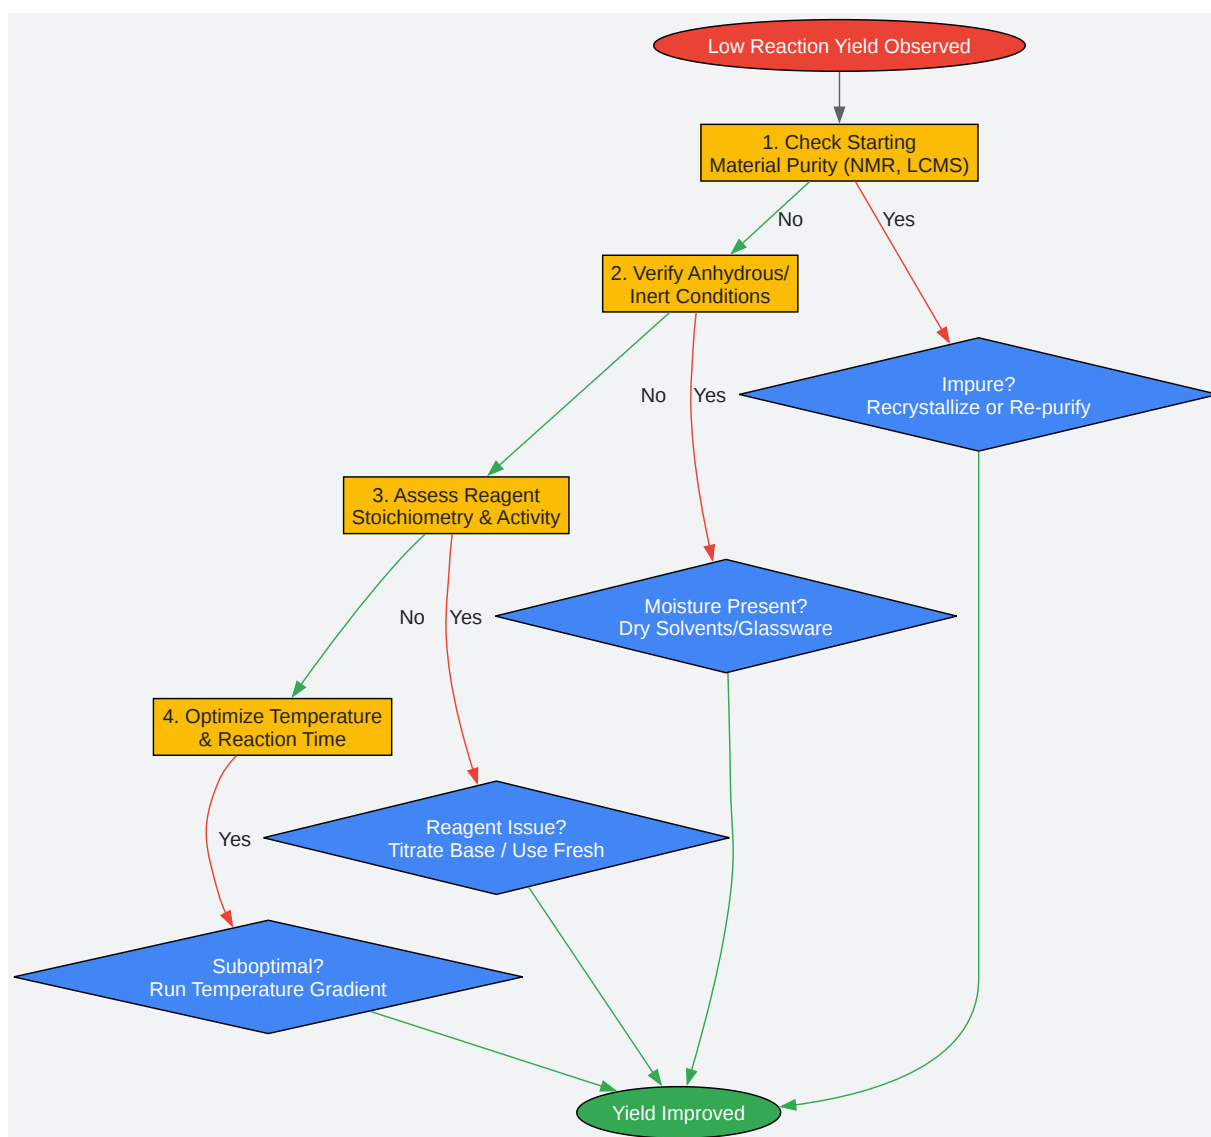 Low Reaction Yield Observed
1. Check Starting
Material Purity (NMR, LCMS)
No
Yes
2. Verify Anhydrous/
Inert Conditions
Impure?
Recrystallize or Re-purify
No
Yes
3. Assess Reagent
Stoichiometry & Activity
Moisture Present?
Dry Solvents/Glassware
No
Yes
4. Optimize Temperature
& Reaction Time
Reagent Issue?
Titrate Base / Use Fresh
Yes
Suboptimal?
Run Temperature Gradient
Yield Improved